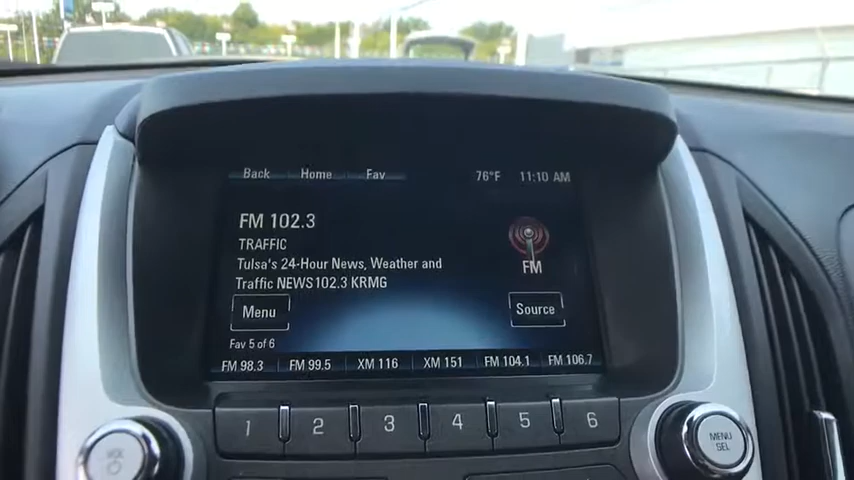 Back Home Fav 76°F 11:10 AM
FM 102.3
TRAFFIC
Tulsa's 24-Hour News, Weather and
Traffic NEWS102.3 KRMG
FM
Menu
Source
Fav 5 of 6
FM 98.3 FM 99.5 XM 116 XM 151 FM 104.1 FM 106.7
1 2 3 4 5 6
VOL
MENU
SEL